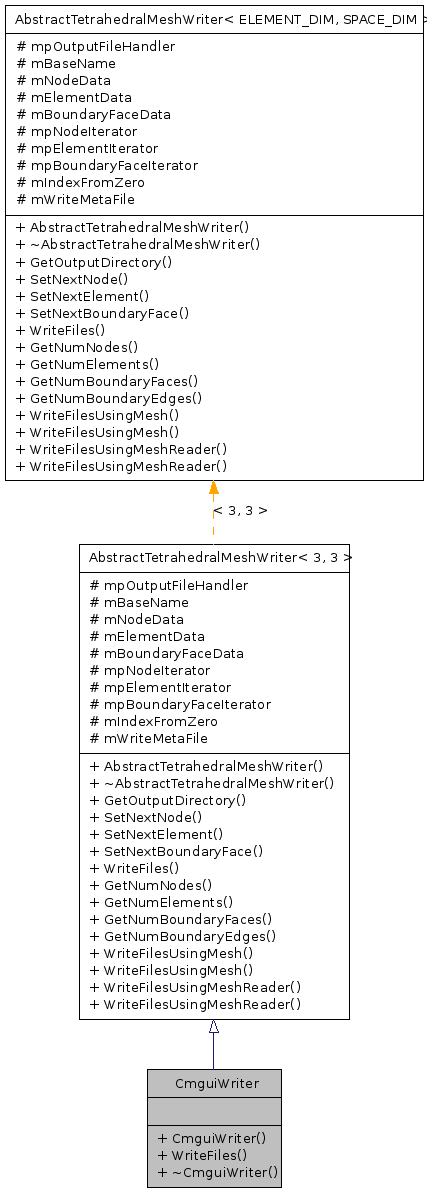 AbstractTetrahedralMeshWriter< ELEMENT_DIM, SPACE_DIM >
# mpOutputFileHandler
# mBaseName
# mNodeData
# mElementData
# mBoundaryFaceData
# mpNodeIterator
# mpElementIterator
# mpBoundaryFaceIterator
# mIndexFromZero
# mWriteMetaFile
+ AbstractTetrahedralMeshWriter()
+ ~AbstractTetrahedralMeshWriter()
+ GetOutputDirectory()
+ SetNextNode()
+ SetNextElement()
+ SetNextBoundaryFace()
+ WriteFiles()
+ GetNumNodes()
+ GetNumElements()
+ GetNumBoundaryFaces()
+ GetNumBoundaryEdges()
+ WriteFilesUsingMesh()
+ WriteFilesUsingMesh()
+ WriteFilesUsingMeshReader()
+ WriteFilesUsingMeshReader()
< 3, 3 >
AbstractTetrahedralMeshWriter< 3, 3 >
# mpOutputFileHandler
# mBaseName
# mNodeData
# mElementData
# mBoundaryFaceData
# mpNodeIterator
# mpElementIterator
# mpBoundaryFaceIterator
# mIndexFromZero
# mWriteMetaFile
+ AbstractTetrahedralMeshWriter()
+ ~AbstractTetrahedralMeshWriter()
+ GetOutputDirectory()
+ SetNextNode()
+ SetNextElement()
+ SetNextBoundaryFace()
+ WriteFiles()
+ GetNumNodes()
+ GetNumElements()
+ GetNumBoundaryFaces()
+ GetNumBoundaryEdges()
+ WriteFilesUsingMesh()
+ WriteFilesUsingMesh()
+ WriteFilesUsingMeshReader()
+ WriteFilesUsingMeshReader()
CmguiWriter
+ CmguiWriter()
+ WriteFiles()
+ ~CmguiWriter()